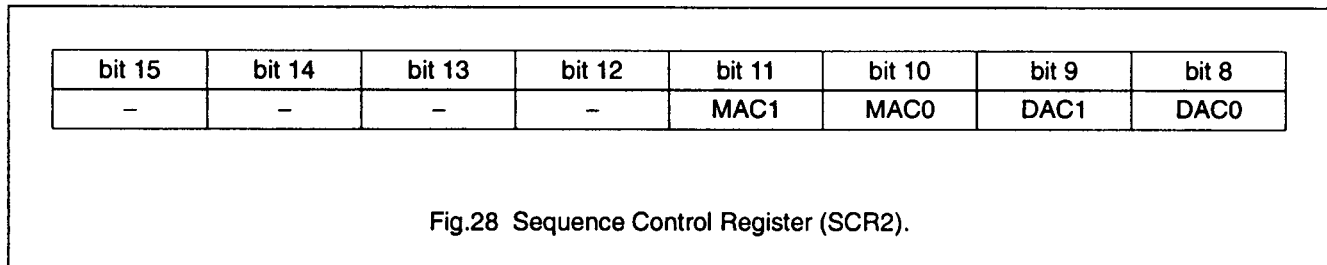 bit 15 bit 14 bit 13 bit 12 bit 11 bit 10 bit 9 bit 8
– – – – MAC1 MAC0 DAC1 DAC0
Fig.28 Sequence Control Register (SCR2).